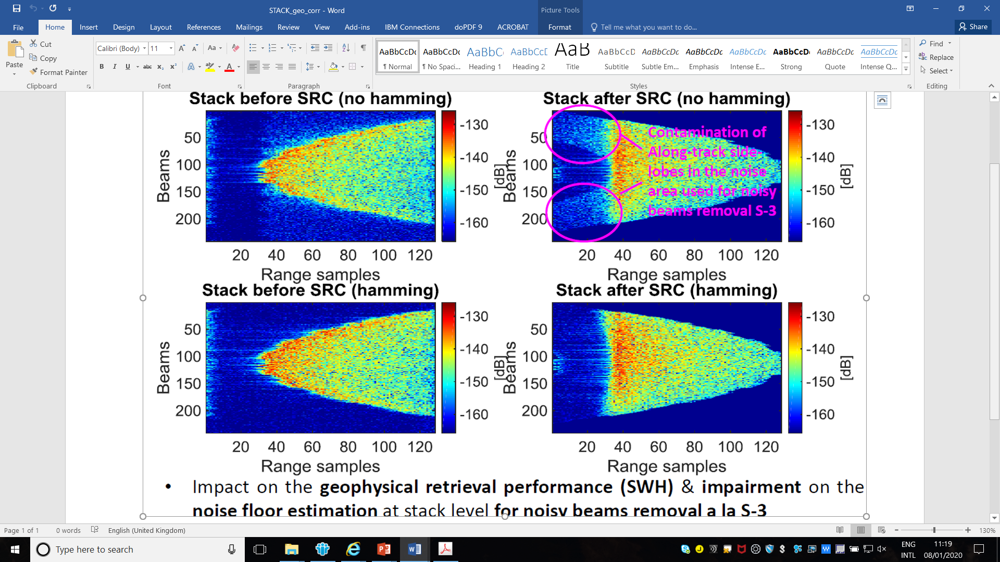 STACK_geo_corr - Word
Picture Tools
File
Home
Insert
Design
Layout
References
Mailings
Review
View
Add-ins
IBM Connections
doPDF 9
ACROBAT
Format
Tell me what you want to do...
Share
Paste
Cut
Copy
Format Painter
Clipboard
Calibri (Body)
11
Font
Paragraph
AaBbCcDc
¶ Normal
AaBbCcDc
¶ No Spaci...
AaBbC
Heading 1
AaBbCcE
Heading 2
AaB
Title
AaBbCcD
Subtitle
AaBbCcDc
Subtle Em...
AaBbCcDc
Emphasis
AaBbCcDc
Intense E...
AaBbCcDc
Strong
AaBbCcDc
Quote
AaBbCcDc
Intense Q...
Styles
Find
Replace
Select
Editing
Stack before SRC (no hamming)
Beams
50
100
150
200
20 40 60 80 100 120
Range samples
-130
-140
-150
-160
[dB]
Stack after SRC (no hamming)
Beams
50
100
150
200
20 40 60 80 100 120
Range samples
-130
-140
-150
-160
[dB]
Contamination of
Along-track side-
lobes in the noise
area used for noisy
beams removal S-3
Stack before SRC (hamming)
Beams
50
100
150
200
20 40 60 80 100 120
Range samples
-130
-140
-150
-160
[dB]
Stack after SRC (hamming)
Beams
50
100
150
200
20 40 60 80 100 120
Range samples
-130
-140
-150
-160
[dB]
• Impact on the geophysical retrieval performance (SWH) & impairment on the
noise floor estimation at stack level for noisy beams removal a la S-3
Page 1 of 1
0 words
English (United Kingdom)
130%
Type here to search
ENG
INTL
11:19
08/01/2020